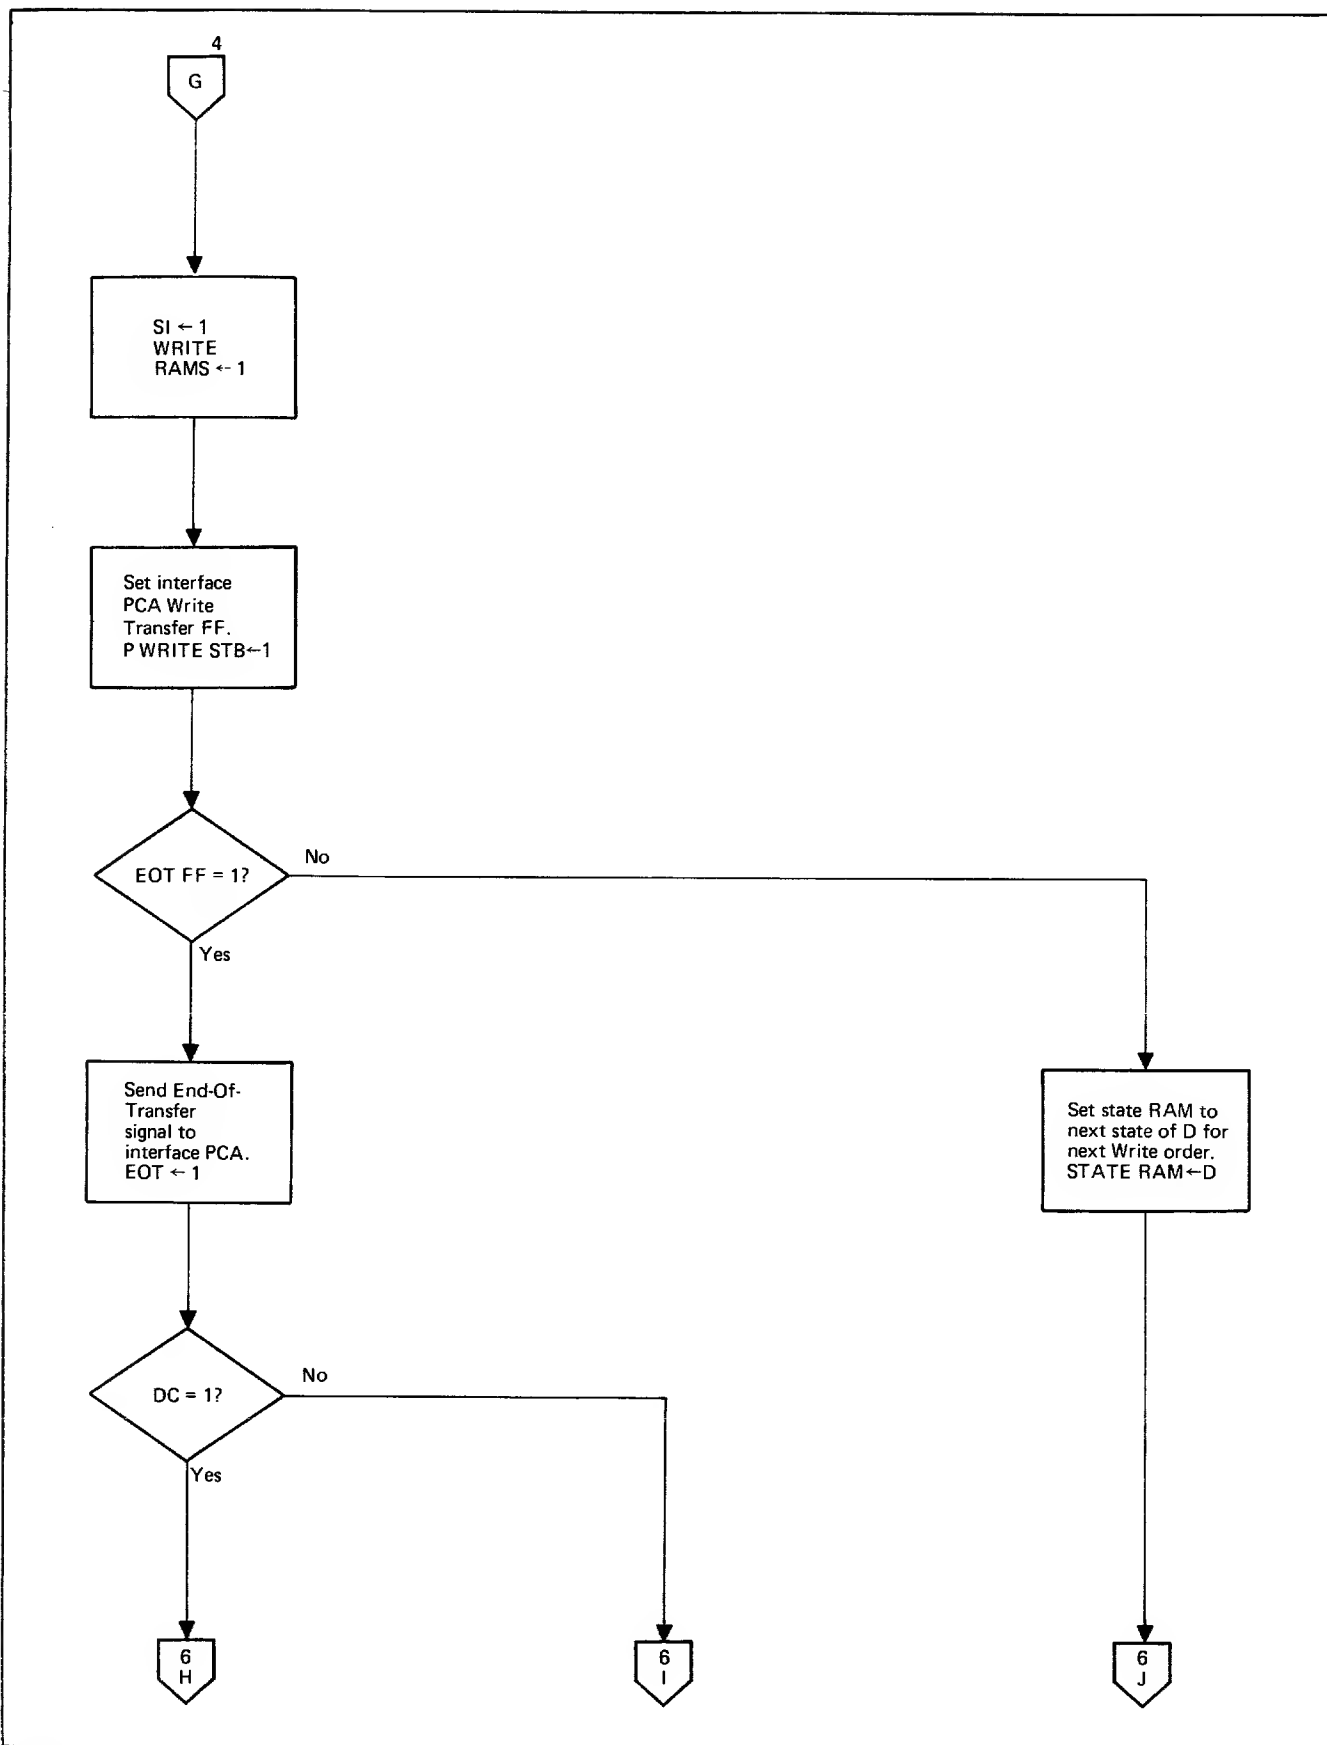 4
G
SI ← 1
WRITE
RAMS ← 1
Set interface
PCA Write
Transfer FF.
P WRITE STB←1
EOT FF = 1?
No
Yes
Send End-Of-
Transfer
signal to
interface PCA.
EOT ← 1
Set state RAM to
next state of D for
next Write order.
STATE RAM←D
DC = 1?
No
Yes
6
H
6
I
6
J